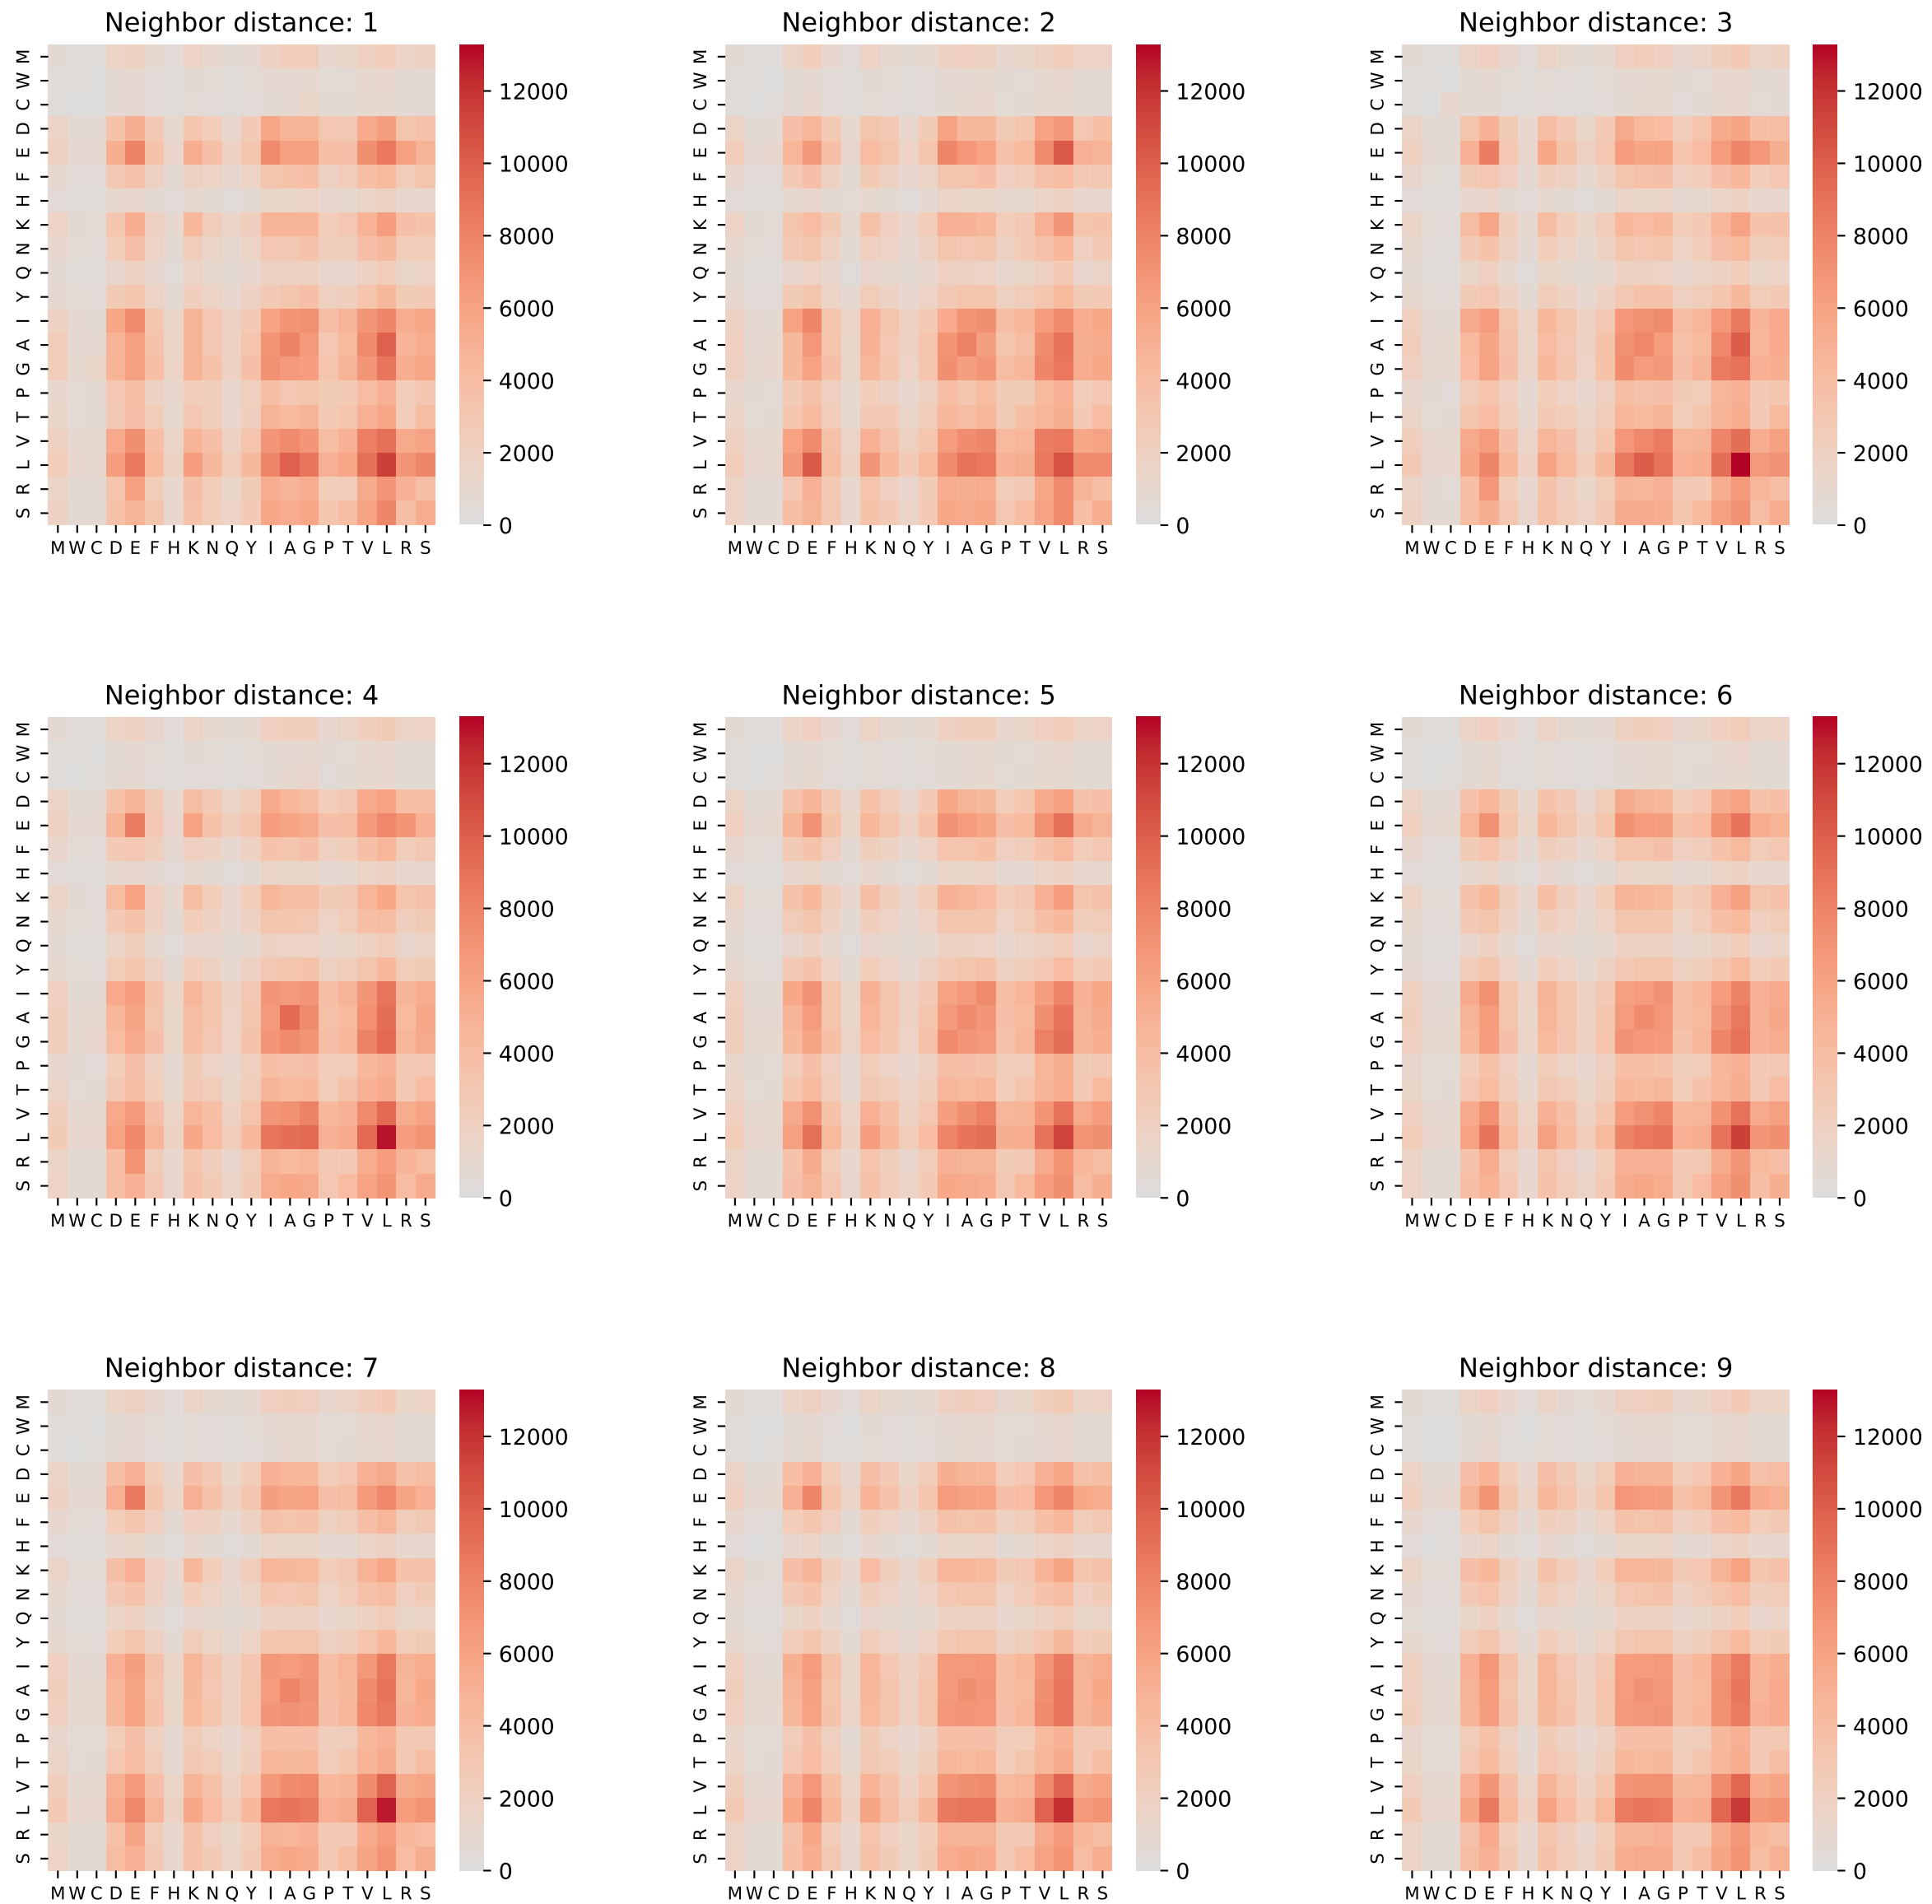 Neighbor distance: 1
M W C D E F H K N Q Y I A G P T V L R S
12000
10000
8000
6000
4000
2000
0
M W C D E F H K N Q Y I A G P T V L R S
Neighbor distance: 2
M W C D E F H K N Q Y I A G P T V L R S
12000
10000
8000
6000
4000
2000
0
M W C D E F H K N Q Y I A G P T V L R S
Neighbor distance: 3
M W C D E F H K N Q Y I A G P T V L R S
12000
10000
8000
6000
4000
2000
0
M W C D E F H K N Q Y I A G P T V L R S
Neighbor distance: 4
M W C D E F H K N Q Y I A G P T V L R S
12000
10000
8000
6000
4000
2000
0
M W C D E F H K N Q Y I A G P T V L R S
Neighbor distance: 5
M W C D E F H K N Q Y I A G P T V L R S
12000
10000
8000
6000
4000
2000
0
M W C D E F H K N Q Y I A G P T V L R S
Neighbor distance: 6
M W C D E F H K N Q Y I A G P T V L R S
12000
10000
8000
6000
4000
2000
0
M W C D E F H K N Q Y I A G P T V L R S
Neighbor distance: 7
M W C D E F H K N Q Y I A G P T V L R S
12000
10000
8000
6000
4000
2000
0
M W C D E F H K N Q Y I A G P T V L R S
Neighbor distance: 8
M W C D E F H K N Q Y I A G P T V L R S
12000
10000
8000
6000
4000
2000
0
M W C D E F H K N Q Y I A G P T V L R S
Neighbor distance: 9
M W C D E F H K N Q Y I A G P T V L R S
12000
10000
8000
6000
4000
2000
0
M W C D E F H K N Q Y I A G P T V L R S